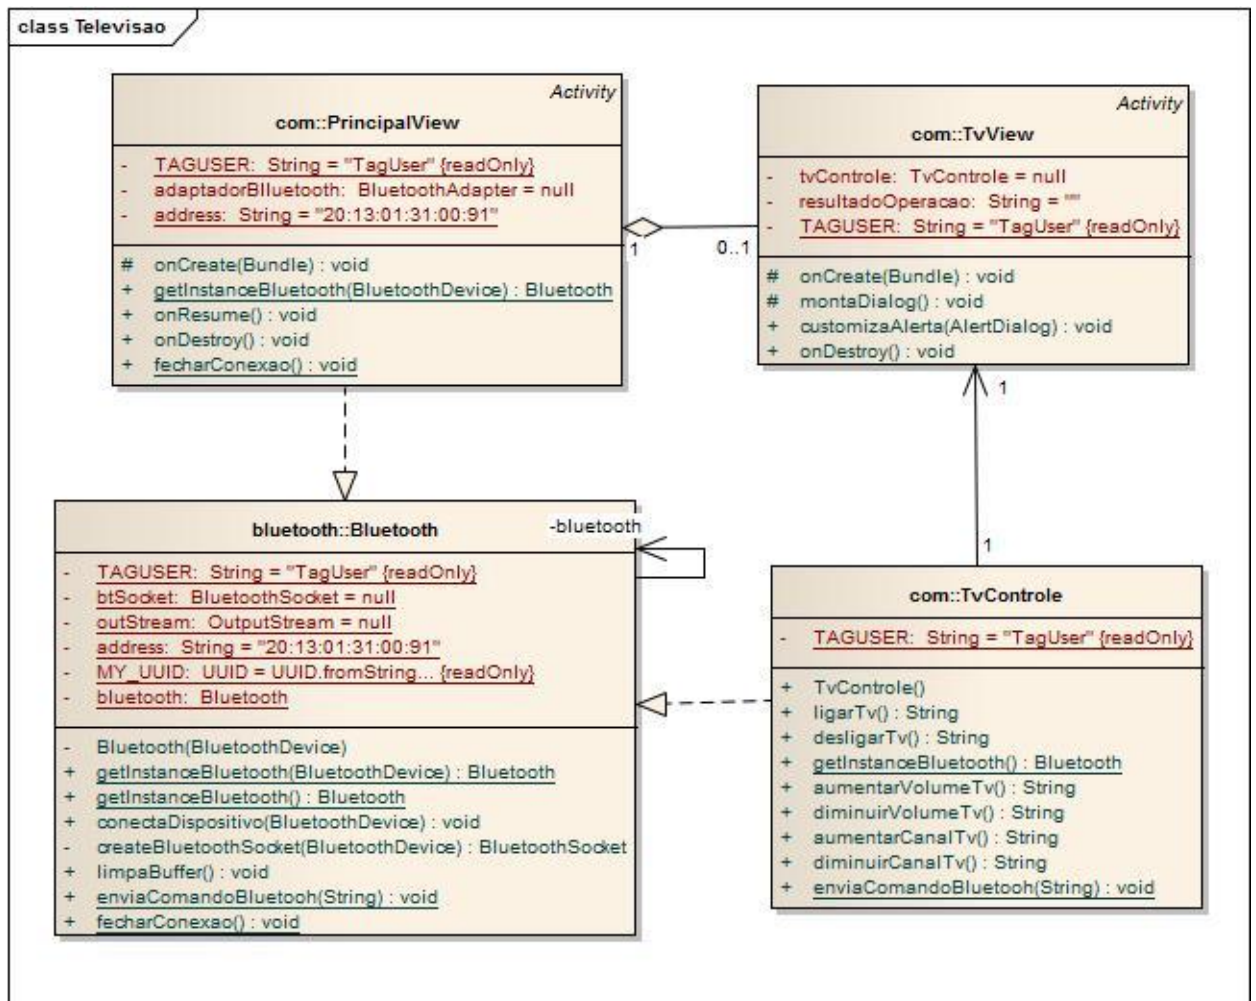 class Televisao
Activity
com::PrincipalView
- TAGUSER: String = "TagUser" {readOnly}
- adaptadorBlluetooth: BluetoothAdapter = null
- address: String = "20:13:01:31:00:91"
# onCreate(Bundle) : void
+ getInstanceBluetooth(BluetoothDevice) : Bluetooth
+ onResume() : void
+ onDestroy() : void
+ fecharConexao() : void
1
0..1
Activity
com::TvView
- tvControle: TvControle = null
- resultadoOperacao: String = ""
- TAGUSER: String = "TagUser" {readOnly}
# onCreate(Bundle) : void
# montaDialog() : void
+ customizaAlerta(AlertDialog) : void
+ onDestroy() : void
1
1
bluetooth::Bluetooth
-bluetooth
- TAGUSER: String = "TagUser" {readOnly}
- btSocket: BluetoothSocket = null
- outStream: OutputStream = null
- address: String = "20:13:01:31:00:91"
- MY_UUID: UUID = UUID.fromString... {readOnly}
- bluetooth: Bluetooth
- Bluetooth(BluetoothDevice)
+ getInstanceBluetooth(BluetoothDevice) : Bluetooth
+ getInstanceBluetooth() : Bluetooth
+ conectaDispositivo(BluetoothDevice) : void
- createBluetoothSocket(BluetoothDevice) : BluetoothSocket
+ limpaBuffer() : void
+ enviaComandoBluetooh(String) : void
+ fecharConexao() : void
com::TvControle
- TAGUSER: String = "TagUser" {readOnly}
+ TvControle()
+ ligarTv() : String
+ desligarTv() : String
+ getInstanceBluetooth() : Bluetooth
+ aumentarVolumeTv() : String
+ diminuirVolumeTv() : String
+ aumentarCanalTv() : String
+ diminuirCanalTv() : String
+ enviaComandoBluetooh(String) : void